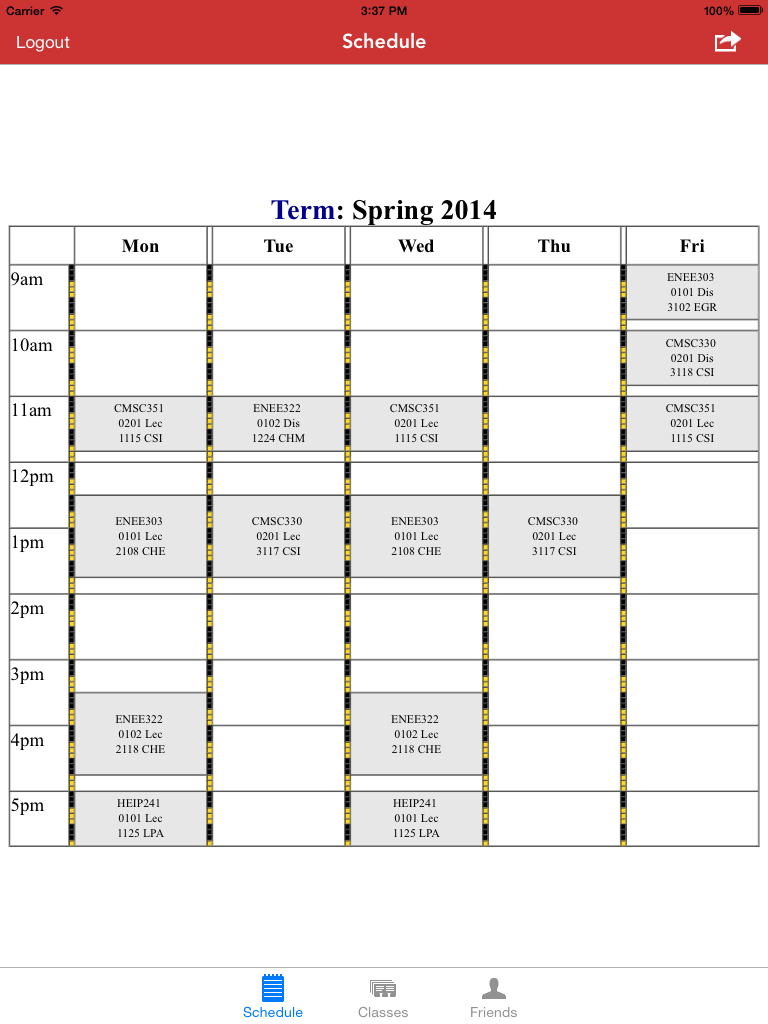 Carrier 3:37 PM 100%
Logout Schedule
Term: Spring 2014
Mon Tue Wed Thu Fri
9am
ENEE303
0101 Dis
3102 EGR
10am
CMSC330
0201 Dis
3118 CSI
11am
CMSC351
0201 Lec
1115 CSI
ENEE322
0102 Dis
1224 CHM
CMSC351
0201 Lec
1115 CSI
CMSC351
0201 Lec
1115 CSI
12pm
ENEE303
0101 Lec
2108 CHE
CMSC330
0201 Lec
3117 CSI
ENEE303
0101 Lec
2108 CHE
CMSC330
0201 Lec
3117 CSI
1pm
2pm
3pm
ENEE322
0102 Lec
2118 CHE
ENEE322
0102 Lec
2118 CHE
4pm
5pm
HEIP241
0101 Lec
1125 LPA
HEIP241
0101 Lec
1125 LPA
Schedule Classes Friends